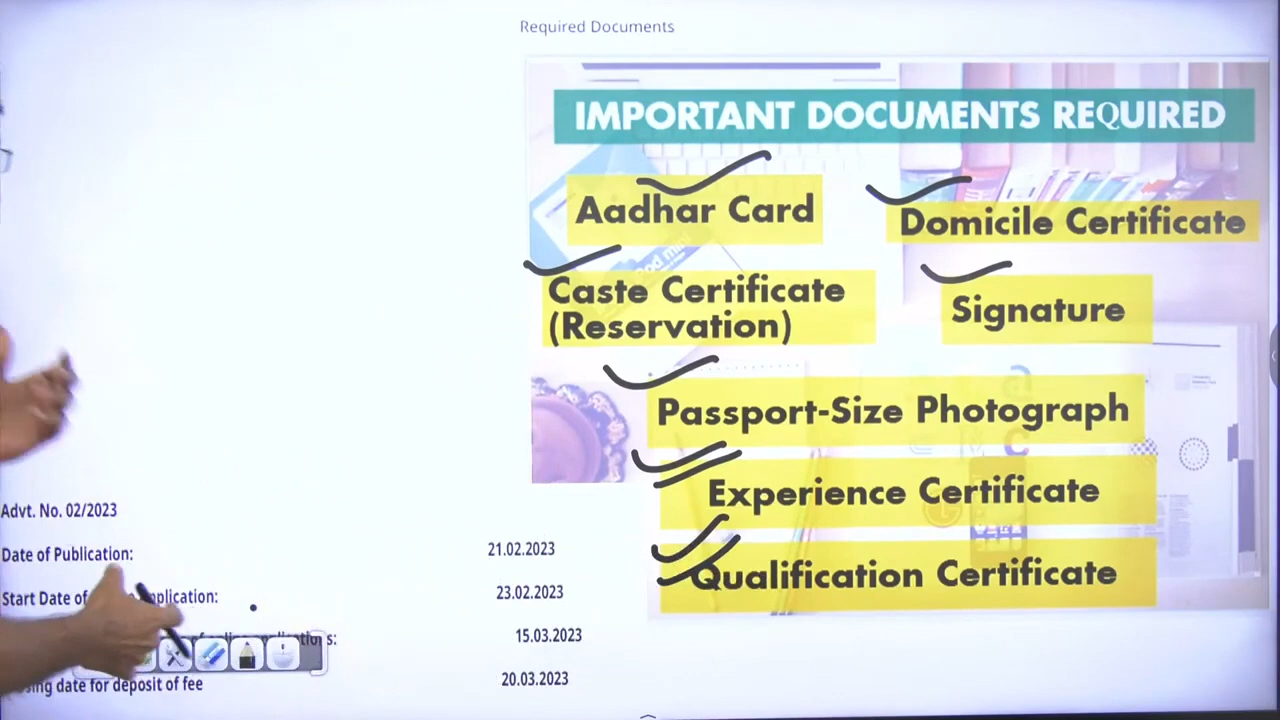 Required Documents
IMPORTANT DOCUMENTS REQUIRED
Aadhar Card
Domicile Certificate
Caste Certificate
(Reservation)
Signature
Passport-Size Photograph
Experience Certificate
Qualification Certificate
Advt. No. 02/2023
Date of Publication: 21.02.2023
Start Date of 23.02.2023
15.03.2023
date for deposit of fee 20.03.2023